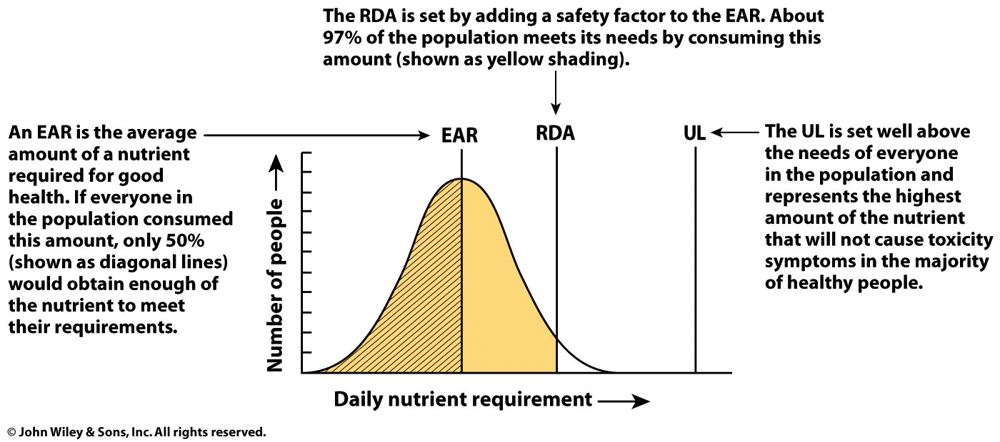 The RDA is set by adding a safety factor to the EAR. About
97% of the population meets its needs by consuming this
amount (shown as yellow shading).
An EAR is the average
amount of a nutrient
required for good
health. If everyone in
the population consumed
this amount, only 50%
(shown as diagonal lines)
would obtain enough of
the nutrient to meet
their requirements.
EAR
RDA
UL
The UL is set well above
the needs of everyone
in the population and
represents the highest
amount of the nutrient
that will not cause toxicity
symptoms in the majority
of healthy people.
Number of people
Daily nutrient requirement
© John Wiley & Sons, Inc. All rights reserved.